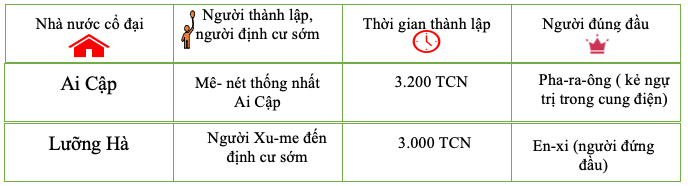 Nhà nước cổ đại
Người thành lập,
người định cư sớm
Thời gian thành lập
Người đúng đầu
Ai Cập
Mê- nét thống nhất
Ai Cập
3.200 TCN
Pha-ra-ông ( kẻ ngự
trị trong cung điện)
Lưỡng Hà
Người Xu-me đến
định cư sớm
3.000 TCN
En-xi (người đứng
đầu)